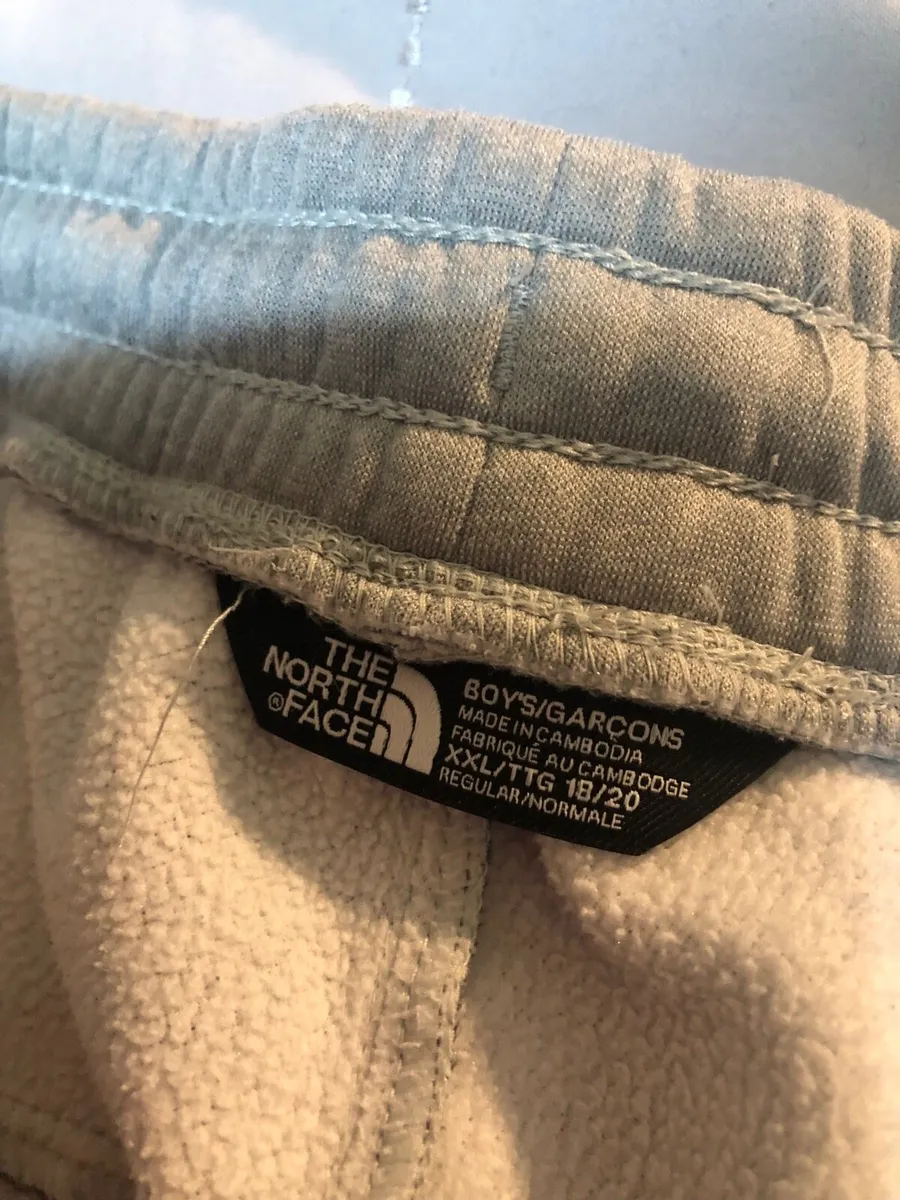 THE
NORTH
FACE®
BOY'S/GARÇONS
MADE IN CAMBODIA
FABRIQUÉ AU CAMBODGE
XXL/TTG 18/20
REGULAR/NORMALE